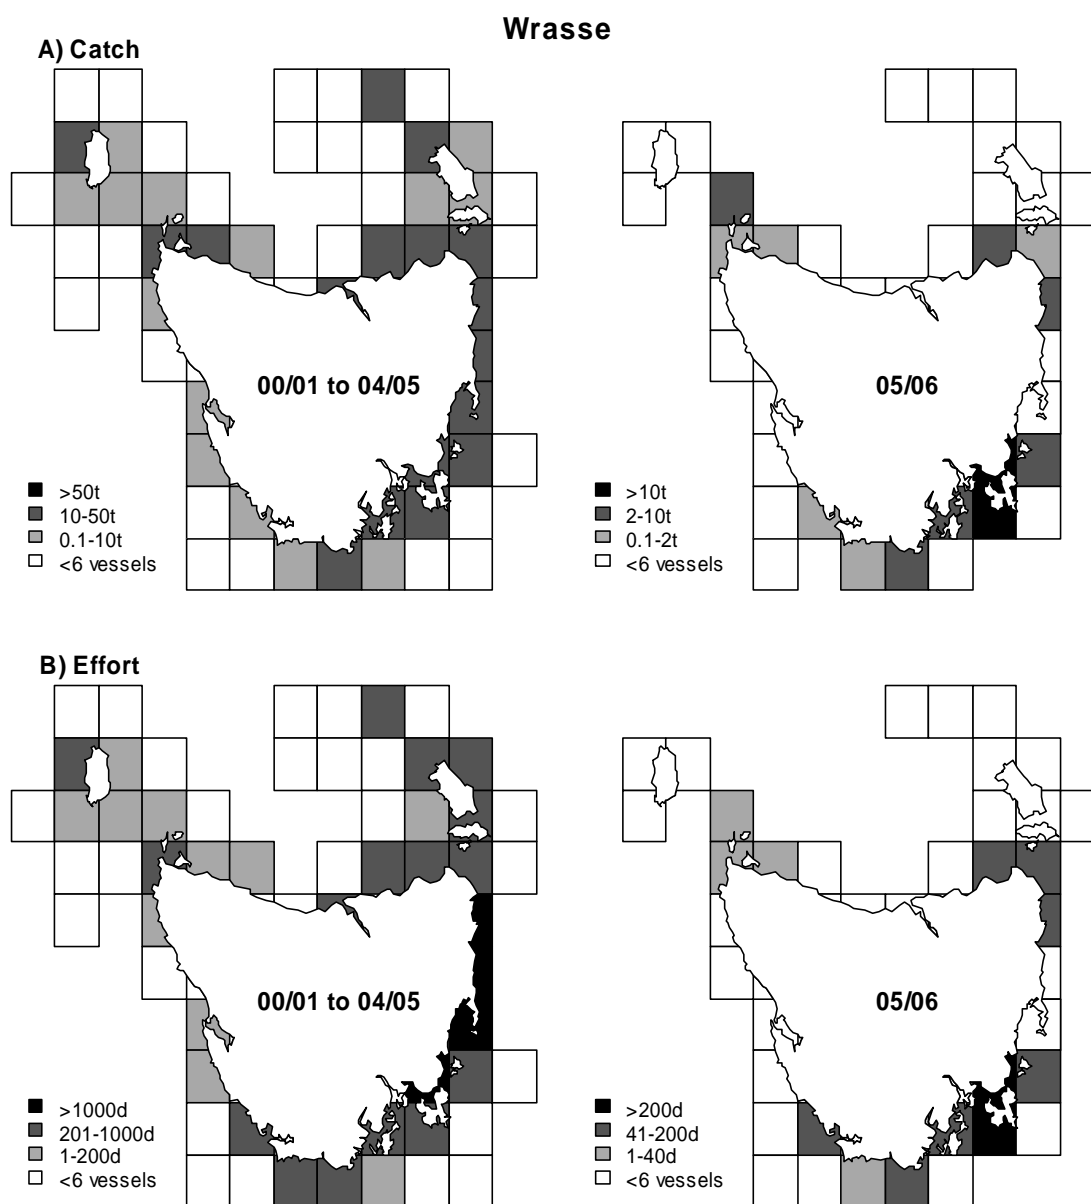 Wrasse
A) Catch
00/01 to 04/05
>50t
10-50t
0.1-10t
<6 vessels
05/06
>10t
2-10t
0.1-2t
<6 vessels
B) Effort
00/01 to 04/05
>1000d
201-1000d
1-200d
<6 vessels
05/06
>200d
41-200d
1-40d
<6 vessels